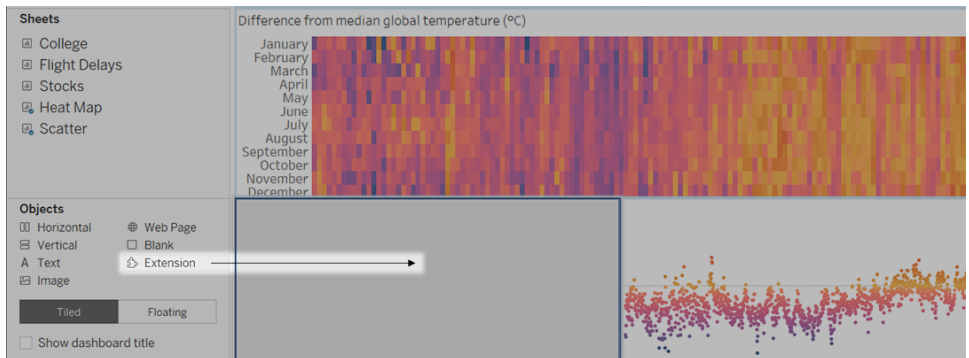 Sheets
College
Flight Delays
Stocks
Heat Map
Scatter
Objects
Horizontal
Web Page
Vertical
Blank
A Text
Extension
Image
Tiled
Floating
Show dashboard title
Difference from median global temperature (ºC)
January
February
March
April
May
June
July
August
September
October
November
December